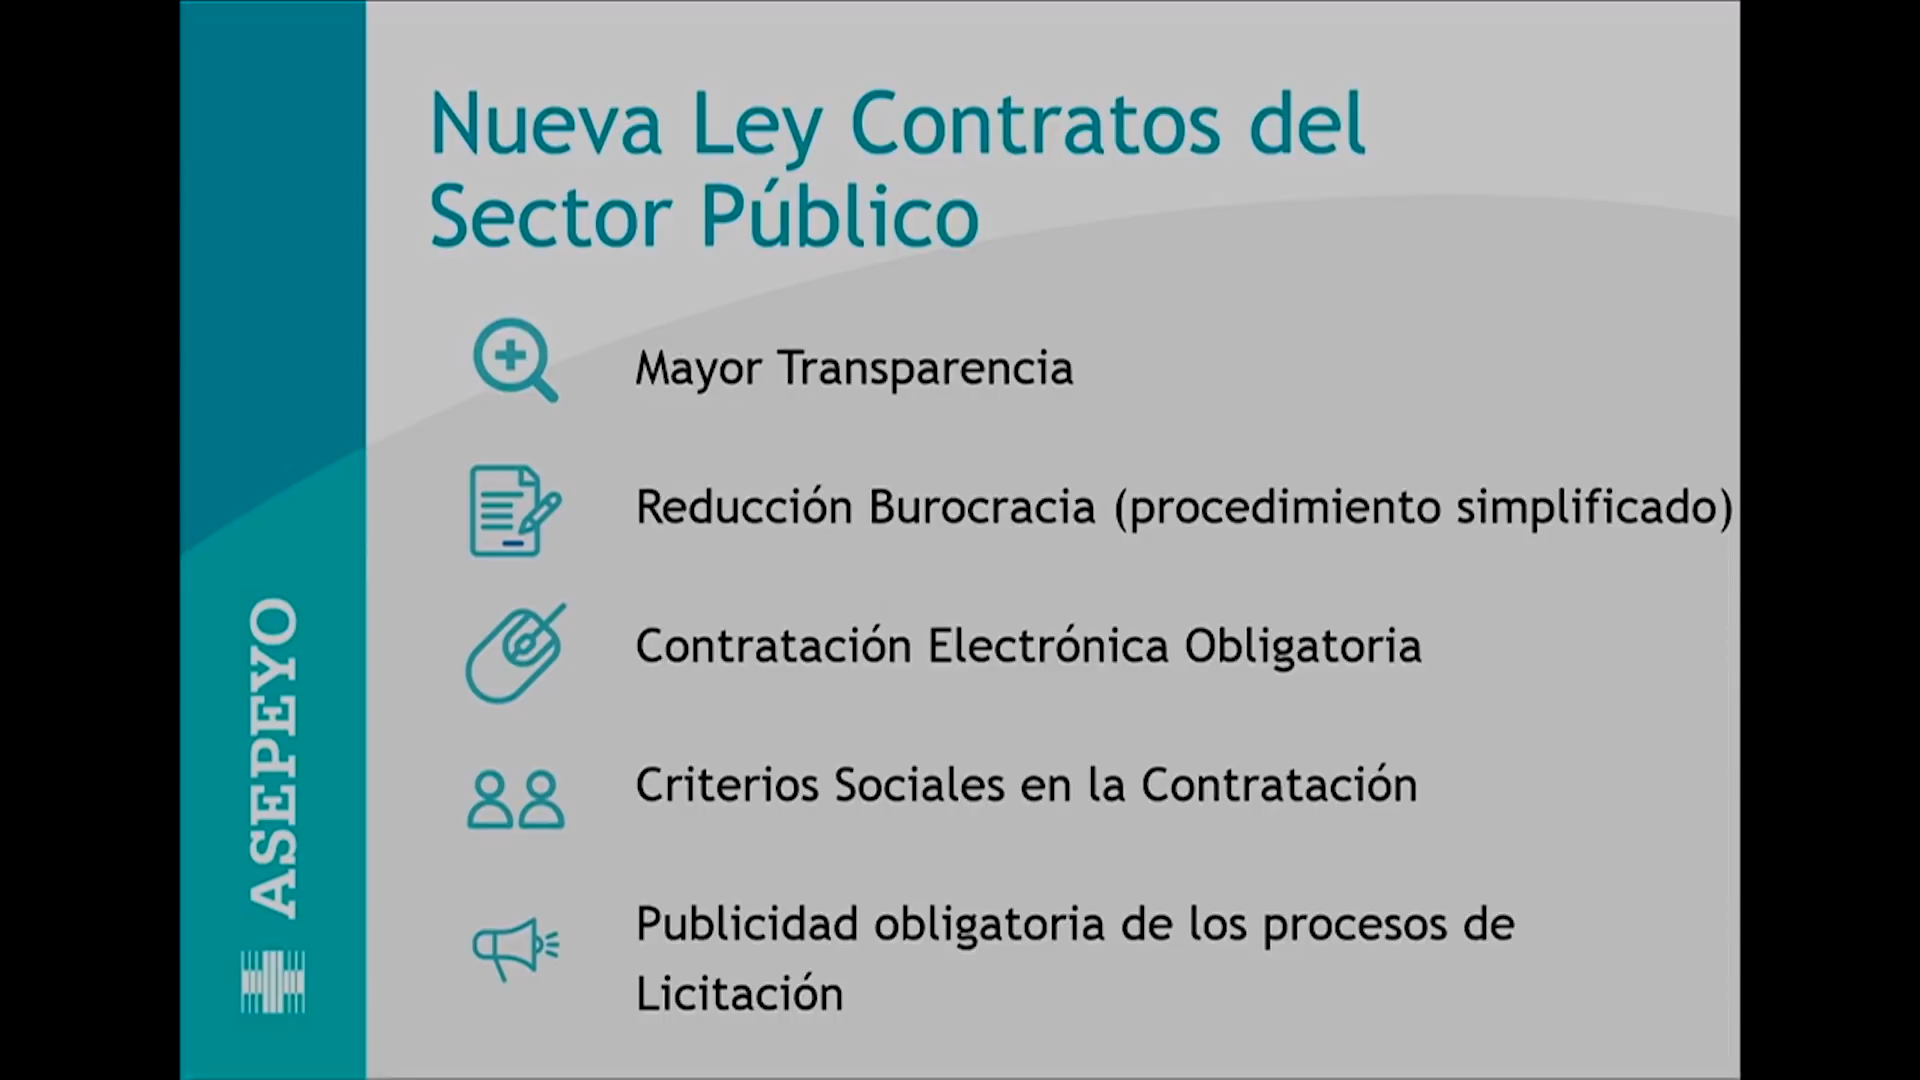 Nueva Ley Contratos del
Sector Público
Mayor Transparencia
Reducción Burocracia (procedimiento simplificado)
Contratación Electrónica Obligatoria
Criterios Sociales en la Contratación
Publicidad obligatoria de los procesos de
Licitación
ASEPEYO